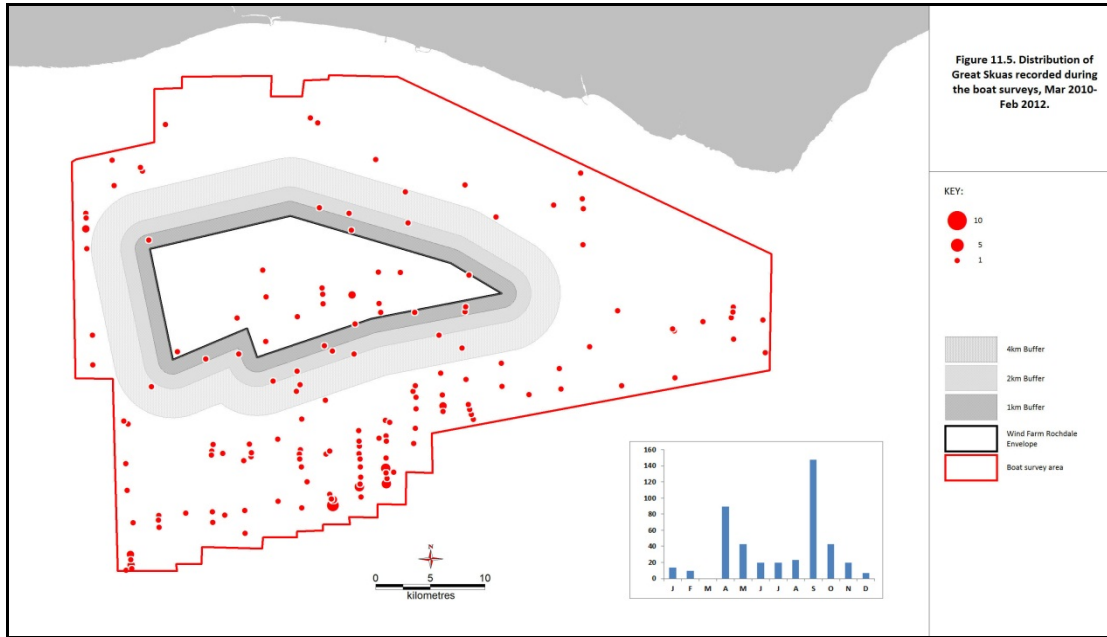 Figure 11.5. Distribution of
Great Skuas recorded during
the boat surveys, Mar 2010-
Feb 2012.
KEY:
10
5
1
4km Buffer
2km Buffer
1km Buffer
Wind Farm Rochdale
Envelope
Boat survey area
N
0 5 10
kilometres
160
140
120
100
80
60
40
20
0
J F M A M J J A S O N D